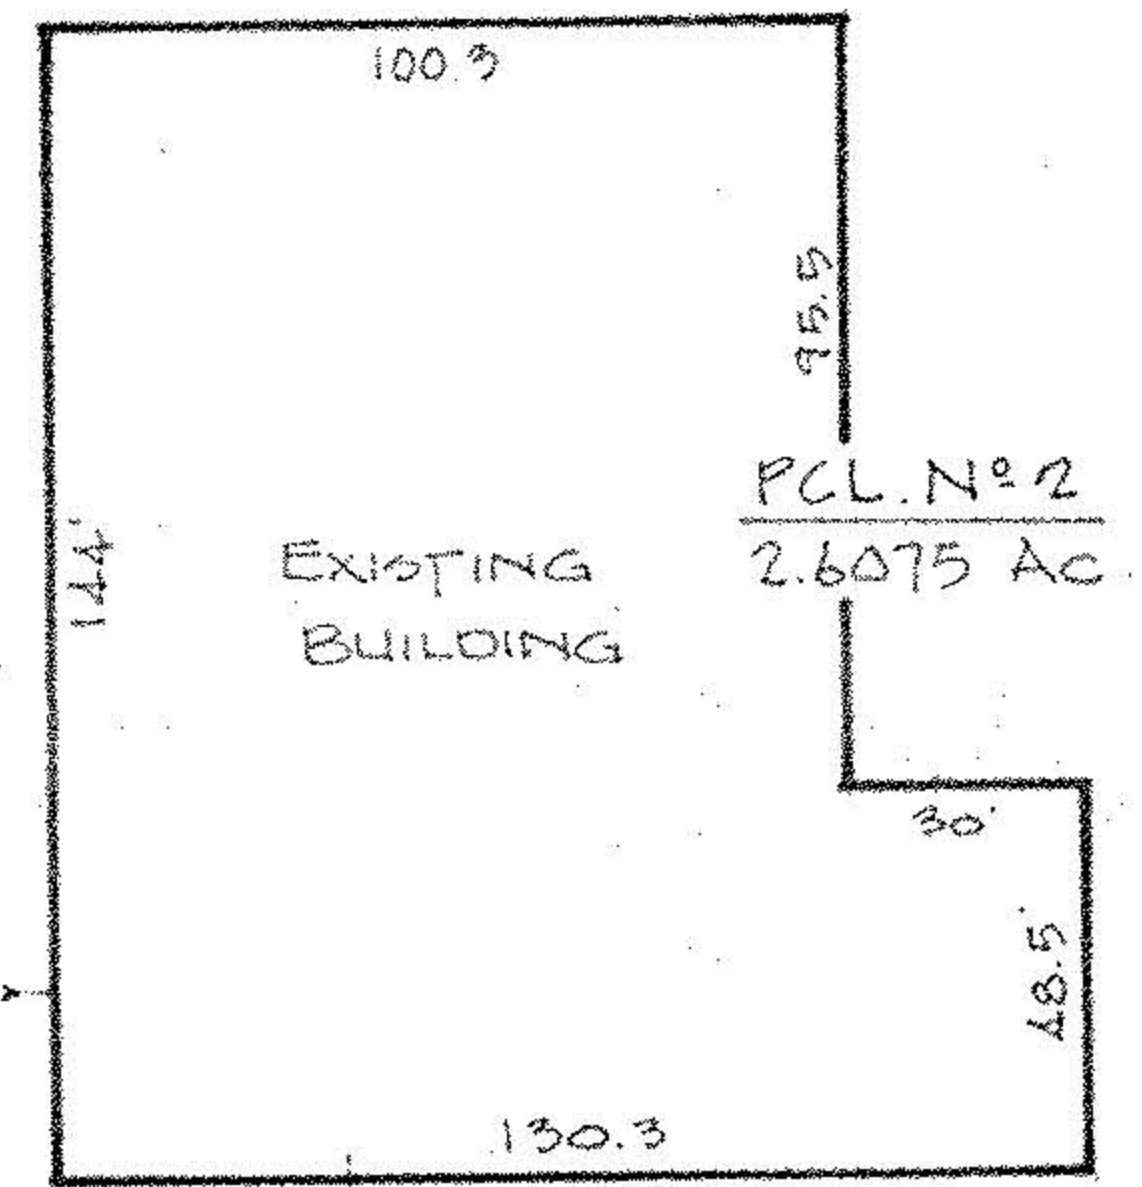 100.3
95.5
PCL. Nº 2
2.6075 AC.
144'
EXISTING
BUILDING
30'
48.5'
130.3